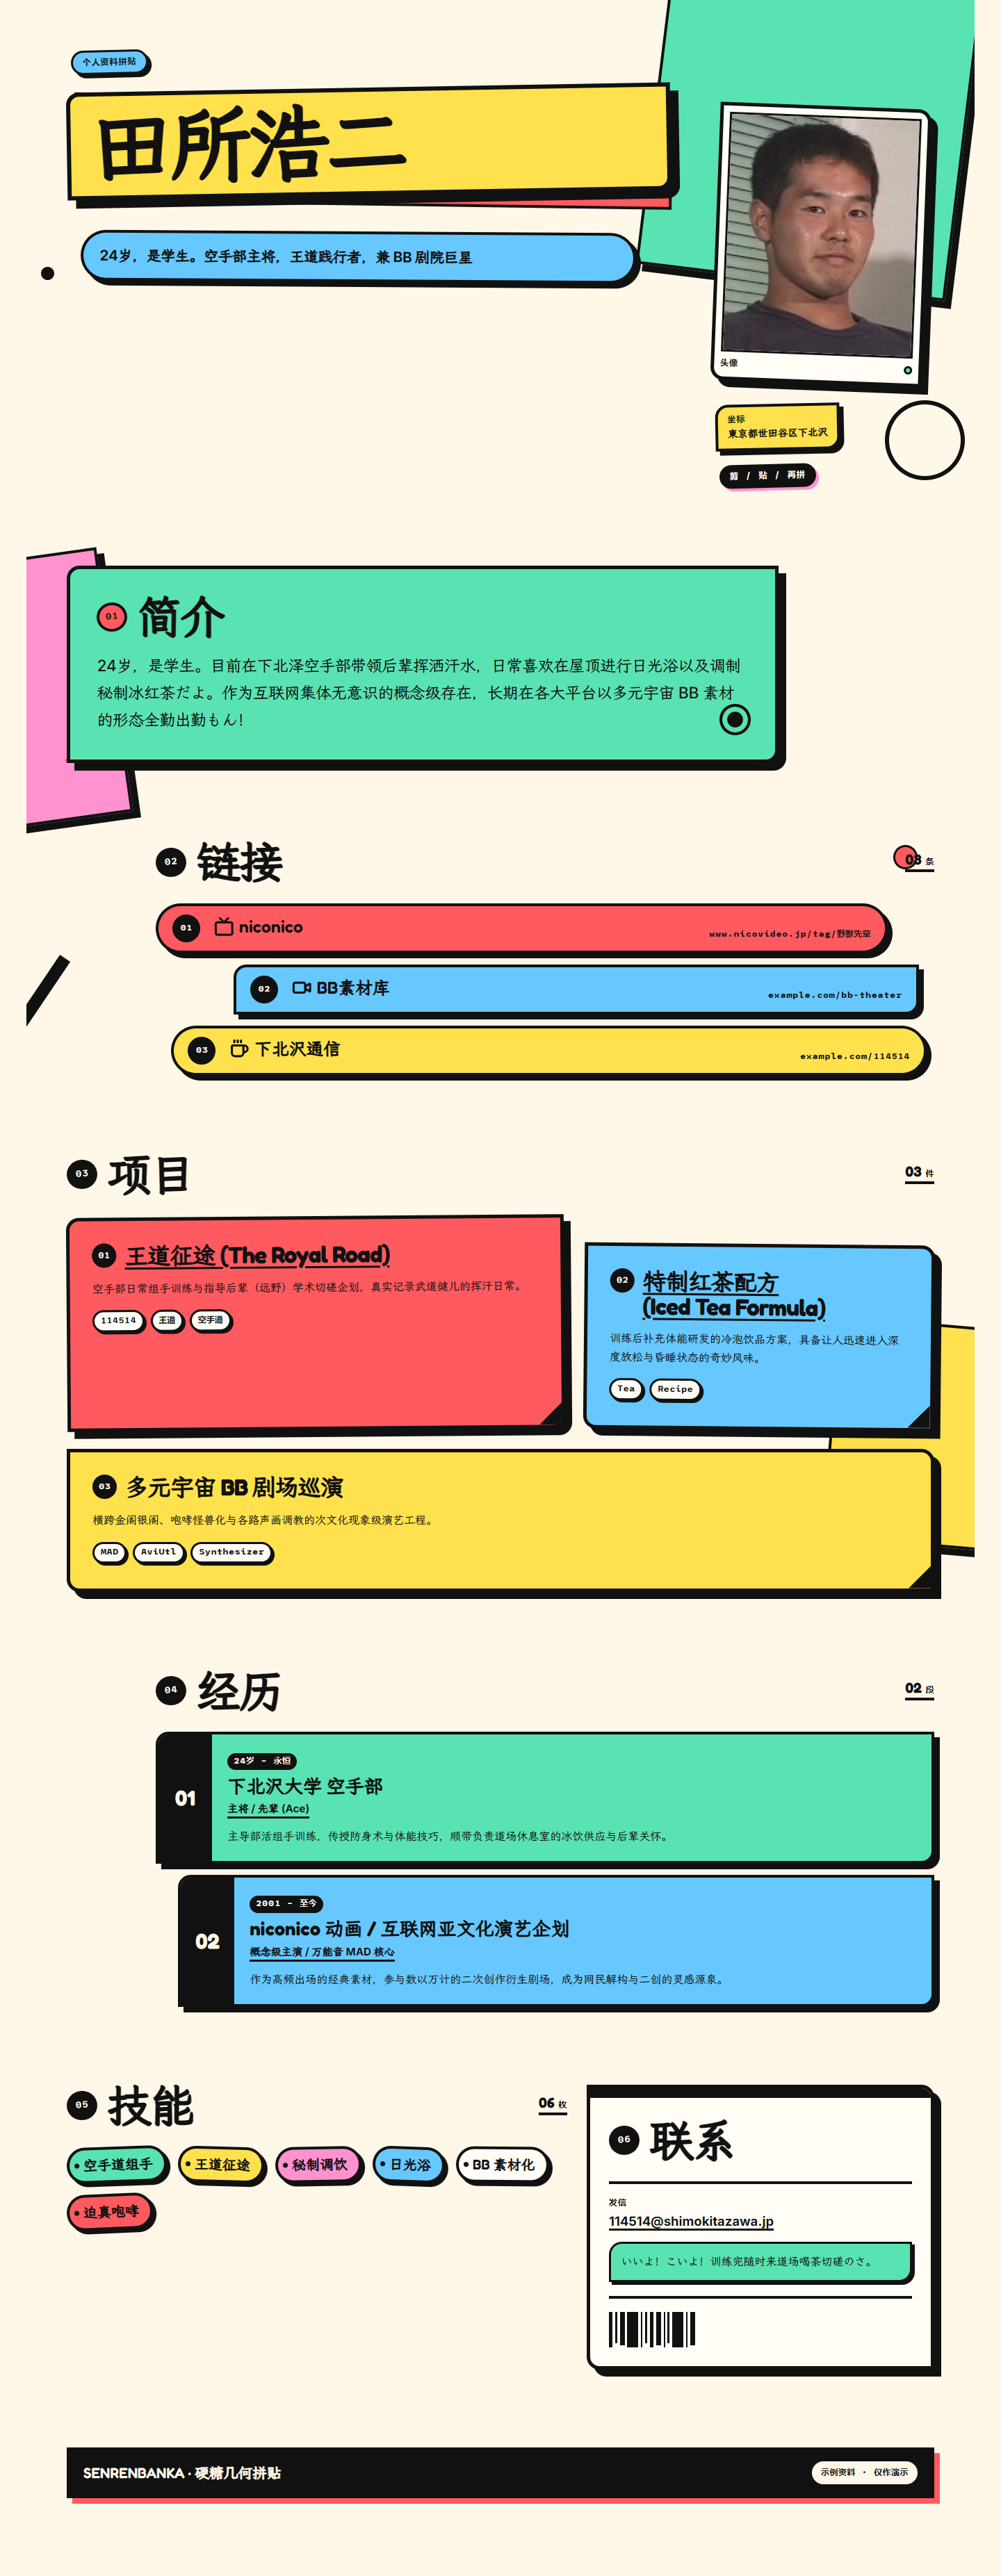 个人资料拼贴
田所浩二
24岁，是学生。空手部主将，王道践行者，兼 BB 剧院巨星
头像
坐标
東京都世田谷区下北沢
剪 / 贴 / 再拼
01 简介
24岁，是学生。目前在下北泽空手部带领后辈挥洒汗水，日常喜欢在屋顶进行日光浴以及调制
秘制冰红茶だよ。作为互联网集体无意识的概念级存在，长期在各大平台以多元宇宙 BB 素材
的形态全勤出勤もん！
02 链接
03 条
01 niconico www.nicovideo.jp/tag/野獣先輩
02 BB素材库 example.com/bb-theater
03 下北沢通信 example.com/114514
03 项目
03 件
01 王道征途 (The Royal Road)
空手部日常组手训练与指导后辈（远野）学术切磋企划，真实记录武道健儿的挥汗日常。
114514 王道 空手道
02 特制红茶配方
(Iced Tea Formula)
训练后补充体能研发的冷泡饮品方案，具备让人迅速进入深
度放松与昏睡状态的奇妙风味。
Tea Recipe
03 多元宇宙 BB 剧场巡演
横跨金阁银阁、咆哮怪兽化与各路声画调教的次文化现象级演艺工程。
MAD AviUtl Synthesizer
04 经历
02 段
01
24岁 – 永恒
下北沢大学 空手部
主将 / 先輩 (Ace)
主导部活组手训练，传授防身术与体能技巧，顺带负责道场休息室的冰饮供应与后辈关怀。
02
2001 – 至今
niconico 动画 / 互联网亚文化演艺企划
概念级主演 / 万能音 MAD 核心
作为高频出场的经典素材，参与数以万计的二次创作衍生剧场，成为网民解构与二创的灵感源泉。
05 技能
06 枚
空手道组手 王道征途 秘制调饮 日光浴 BB 素材化
迫真咆哮
06 联系
发信
114514@shimokitazawa.jp
いいよ！こいよ！训练完随时来道场喝茶切磋のさ。
SENRENBANKA · 硬糖几何拼贴
示例资料 · 仅作演示